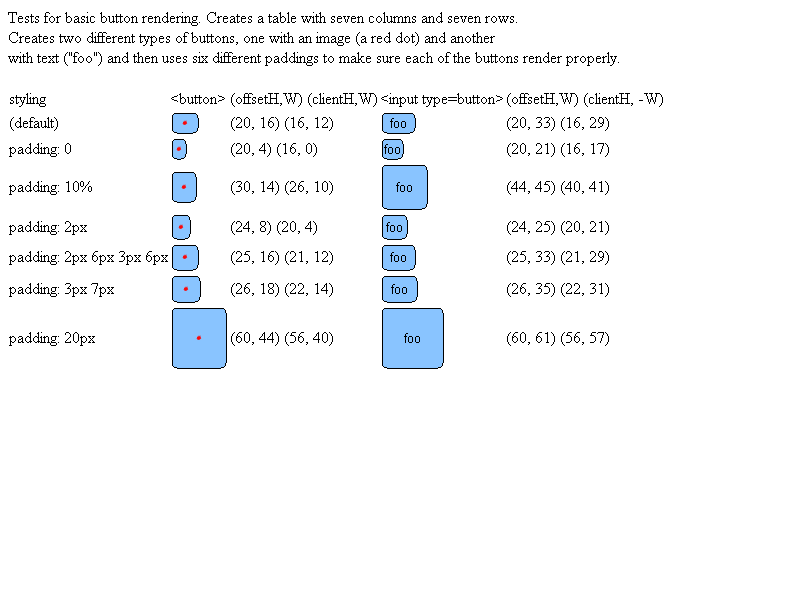 Tests for basic button rendering. Creates a table with seven columns and seven rows.
Creates two different types of buttons, one with an image (a red dot) and another
with text ("foo") and then uses six different paddings to make sure each of the buttons render properly.
styling <button> (offsetH,W) (clientH,W) <input type=button> (offsetH,W) (clientH, -W)
(default) (20, 16) (16, 12) foo (20, 33) (16, 29)
padding: 0 (20, 4) (16, 0) foo (20, 21) (16, 17)
padding: 10% (30, 14) (26, 10) foo (44, 45) (40, 41)
padding: 2px (24, 8) (20, 4) foo (24, 25) (20, 21)
padding: 2px 6px 3px 6px (25, 16) (21, 12) foo (25, 33) (21, 29)
padding: 3px 7px (26, 18) (22, 14) foo (26, 35) (22, 31)
padding: 20px (60, 44) (56, 40) foo (60, 61) (56, 57)